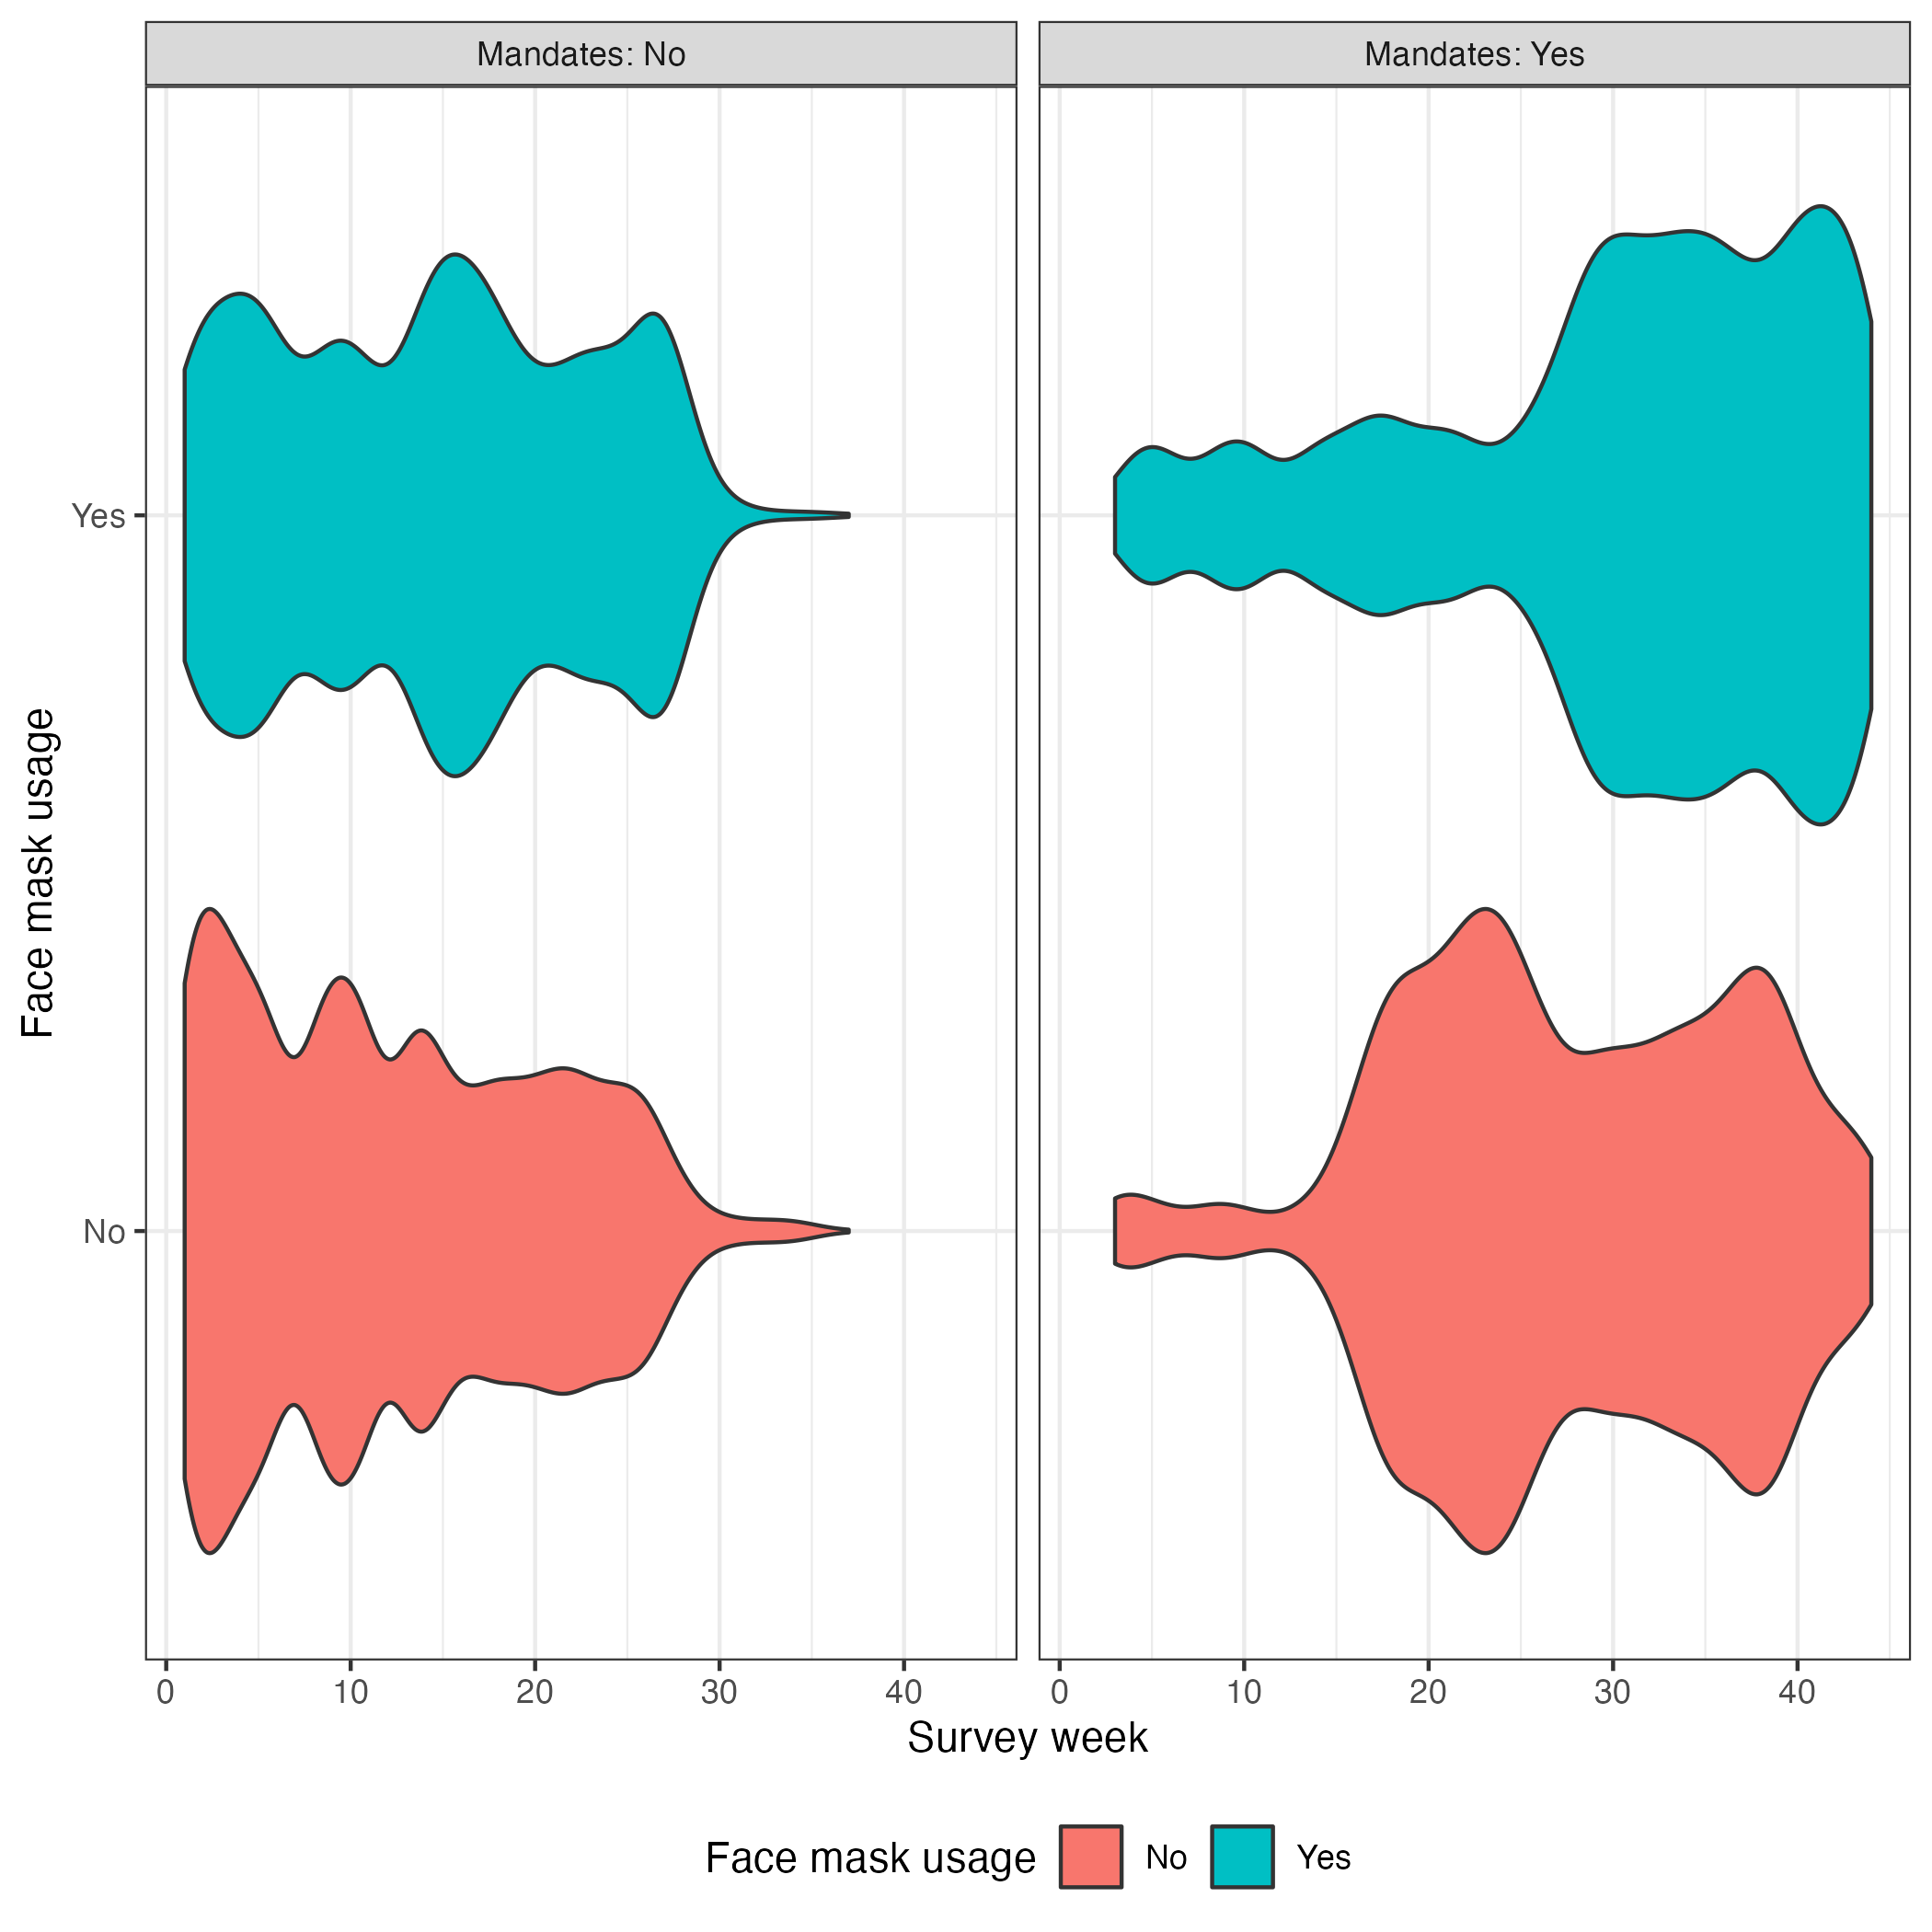 Mandates: No
Mandates: Yes
Face mask usage
Yes
No
0 10 20 30 40
0 10 20 30 40
Survey week
Face mask usage No Yes